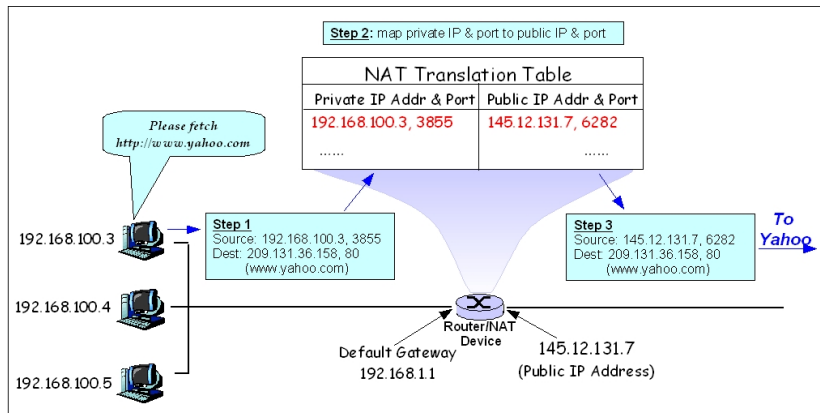 Step 2: map private IP & port to public IP & port
NAT Translation Table
Private IP Addr & Port
Public IP Addr & Port
192.168.100.3, 3855
145.12.131.7, 6282
......
......
Please fetch
http://www.yahoo.com
192.168.100.3
Step 1
Source: 192.168.100.3, 3855
Dest: 209.131.36.158, 80
(www.yahoo.com)
Step 3
Source: 145.12.131.7, 6282
Dest: 209.131.36.158, 80
(www.yahoo.com)
To
Yahoo
192.168.100.4
Router/NAT
Device
Default Gateway
192.168.1.1
145.12.131.7
(Public IP Address)
192.168.100.5